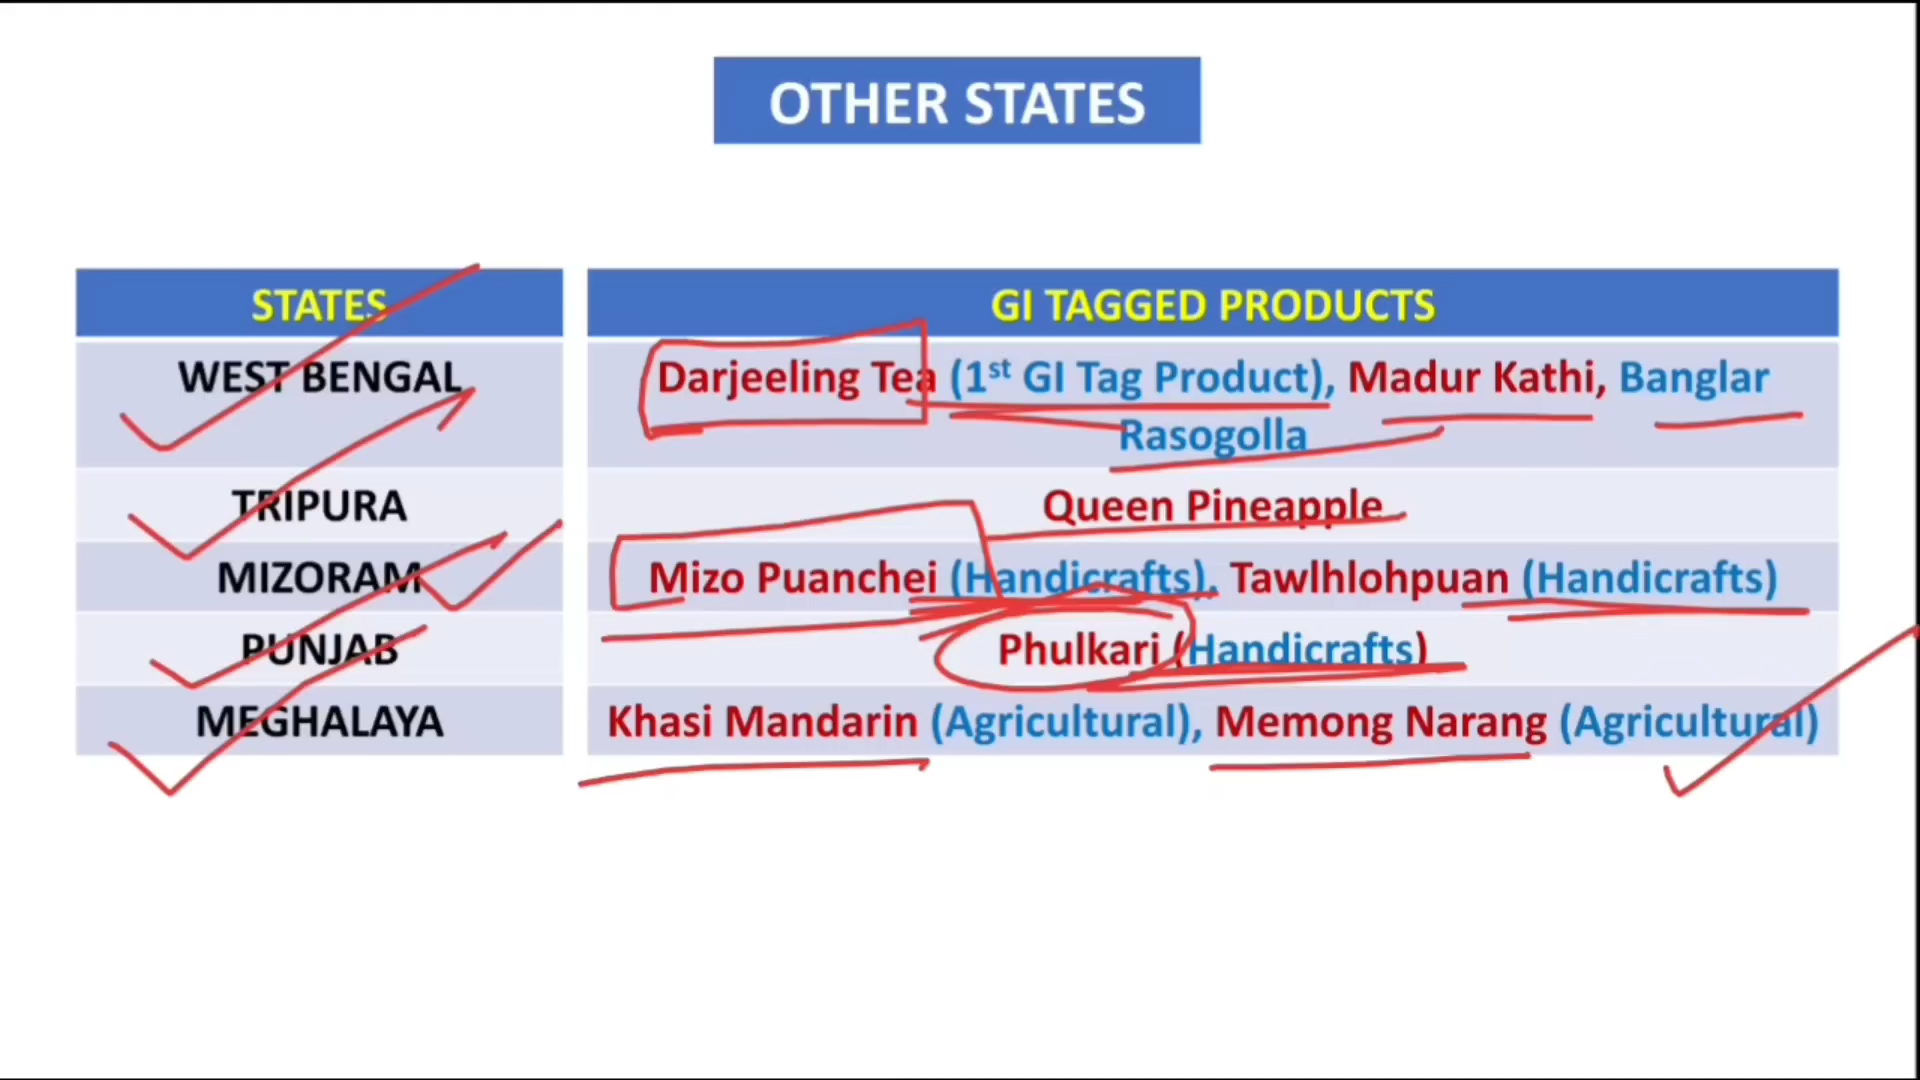 OTHER STATES
STATES
GI TAGGED PRODUCTS
WEST BENGAL
Darjeeling Tea (1st GI Tag Product), Madur Kathi, Banglar
Rasogolla
TRIPURA
Queen Pineapple
MIZORAM
Mizo Puanchei (Handicrafts), Tawlhlohpuan (Handicrafts)
PUNJAB
Phulkari (Handicrafts)
MEGHALAYA
Khasi Mandarin (Agricultural), Memong Narang (Agricultural)